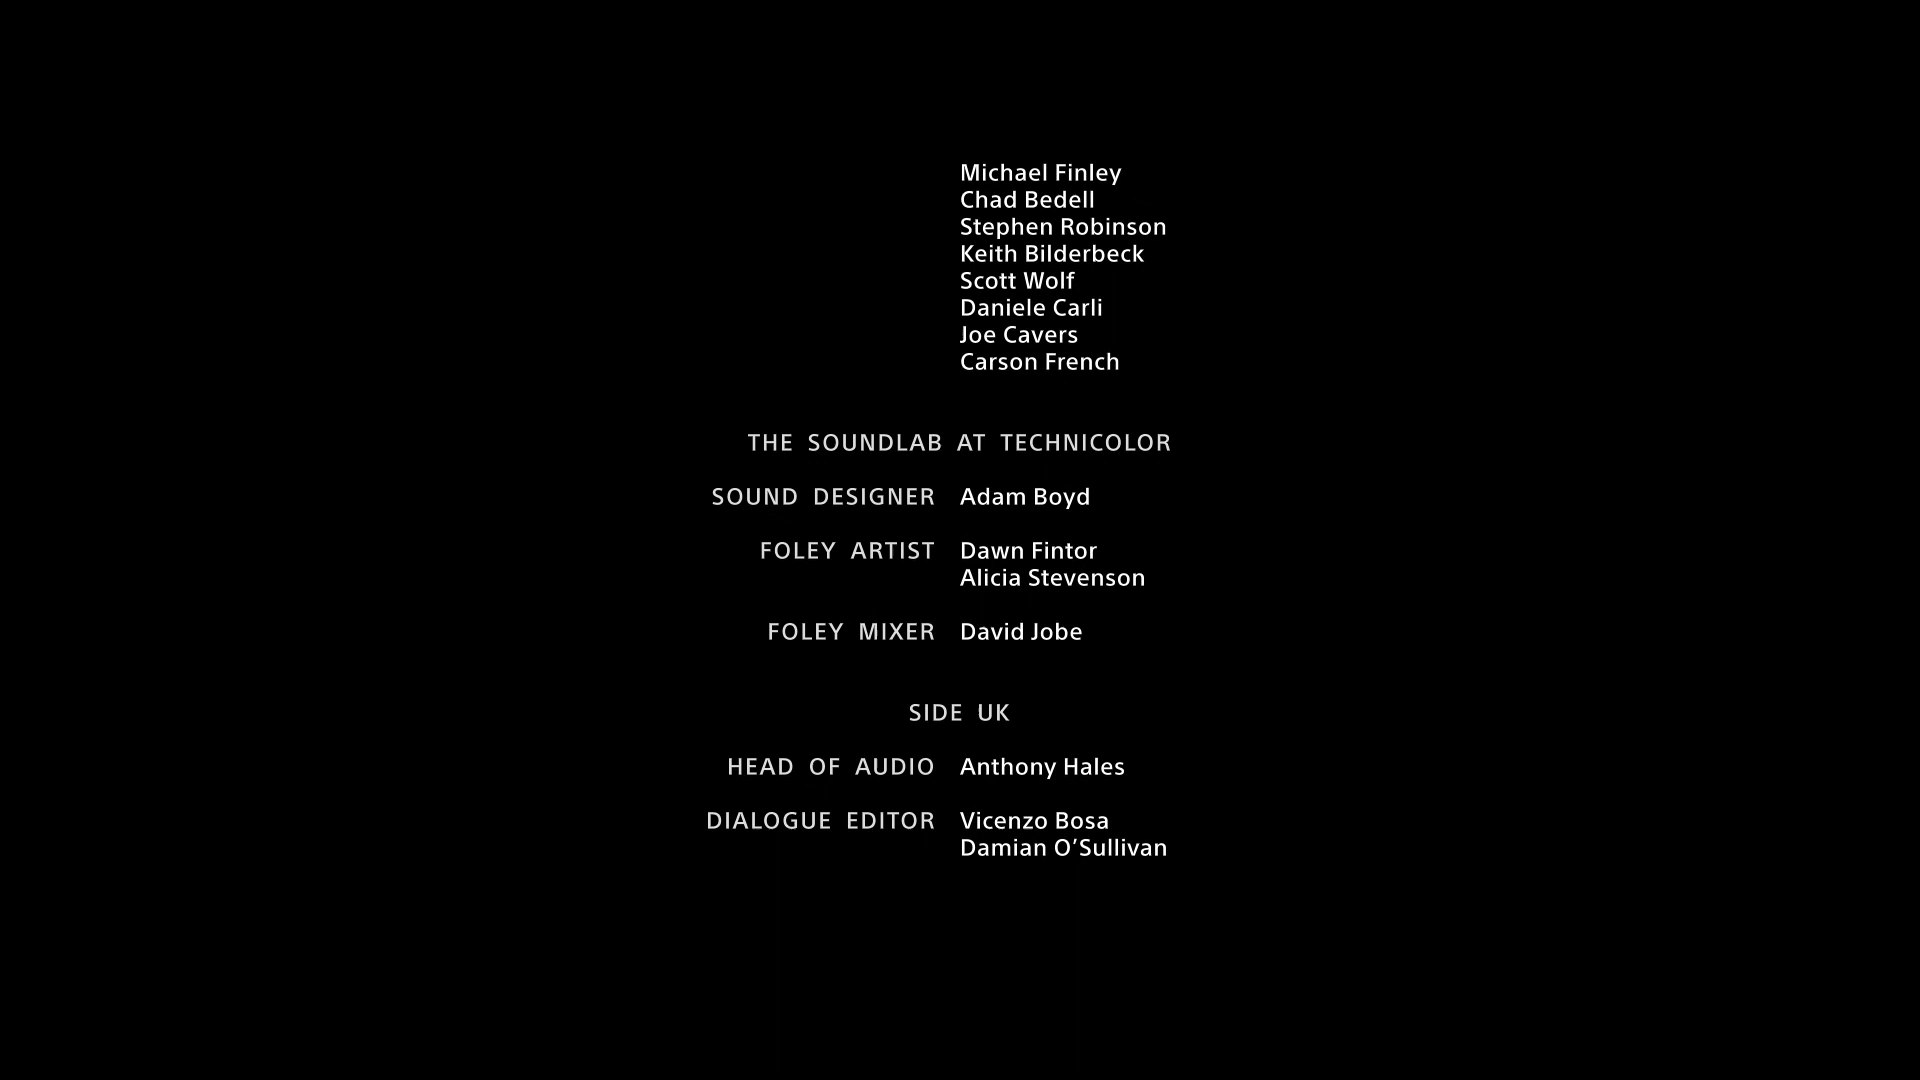 Michael Finley
Chad Bedell
Stephen Robinson
Keith Bilderbeck
Scott Wolf
Daniele Carli
Joe Cavers
Carson French
THE SOUNDLAB AT TECHNICOLOR
SOUND DESIGNER Adam Boyd
FOLEY ARTIST Dawn Fintor
Alicia Stevenson
FOLEY MIXER David Jobe
SIDE UK
HEAD OF AUDIO Anthony Hales
DIALOGUE EDITOR Vicenzo Bosa
Damian O’Sullivan